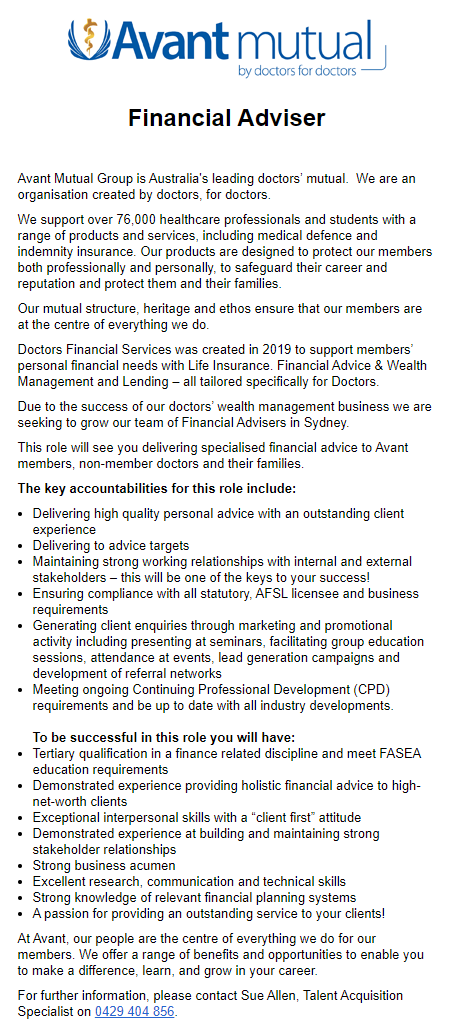 Avant mutual
by doctors for doctors
Financial Adviser
Avant Mutual Group is Australia's leading doctors' mutual.  We are an
organisation created by doctors, for doctors.
We support over 76,000 healthcare professionals and students with a
range of products and services, including medical defence and
indemnity insurance. Our products are designed to protect our members
both professionally and personally, to safeguard their career and
reputation and protect them and their families.
Our mutual structure, heritage and ethos ensure that our members are
at the centre of everything we do.
Doctors Financial Services was created in 2019 to support members'
personal financial needs with Life Insurance. Financial Advice & Wealth
Management and Lending – all tailored specifically for Doctors.
Due to the success of our doctors' wealth management business we are
seeking to grow our team of Financial Advisers in Sydney.
This role will see you delivering specialised financial advice to Avant
members, non-member doctors and their families.
The key accountabilities for this role include:
• Delivering high quality personal advice with an outstanding client
experience
• Delivering to advice targets
• Maintaining strong working relationships with internal and external
stakeholders – this will be one of the keys to your success!
• Ensuring compliance with all statutory, AFSL licensee and business
requirements
• Generating client enquiries through marketing and promotional
activity including presenting at seminars, facilitating group education
sessions, attendance at events, lead generation campaigns and
development of referral networks
• Meeting ongoing Continuing Professional Development (CPD)
requirements and be up to date with all industry developments.
To be successful in this role you will have:
• Tertiary qualification in a finance related discipline and meet FASEA
education requirements
• Demonstrated experience providing holistic financial advice to high-
net-worth clients
• Exceptional interpersonal skills with a “client first” attitude
• Demonstrated experience at building and maintaining strong
stakeholder relationships
• Strong business acumen
• Excellent research, communication and technical skills
• Strong knowledge of relevant financial planning systems
• A passion for providing an outstanding service to your clients!
At Avant, our people are the centre of everything we do for our
members. We offer a range of benefits and opportunities to enable you
to make a difference, learn, and grow in your career.
For further information, please contact Sue Allen, Talent Acquisition
Specialist on 0429 404 856.